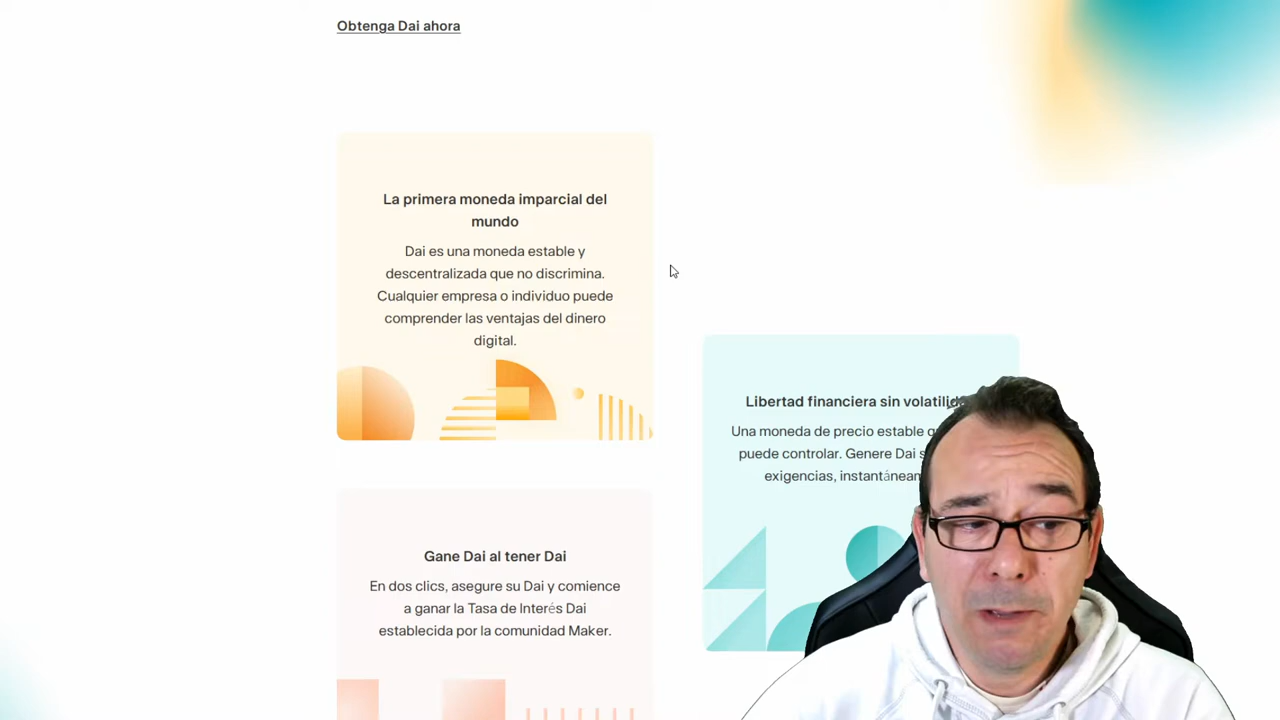 Obtenga Dai ahora
La primera moneda imparcial del
mundo
Dai es una moneda estable y
descentralizada que no discrimina.
Cualquier empresa o individuo puede
comprender las ventajas del dinero
digital.
Libertad financiera sin
Una moneda de precio estable
puede controlar. Genere Dai
exigencias,
Gane Dai al tener Dai
En dos clics, asegure su Dai y comience
a ganar la Tasa de Interés Dai
establecida por la comunidad Maker.